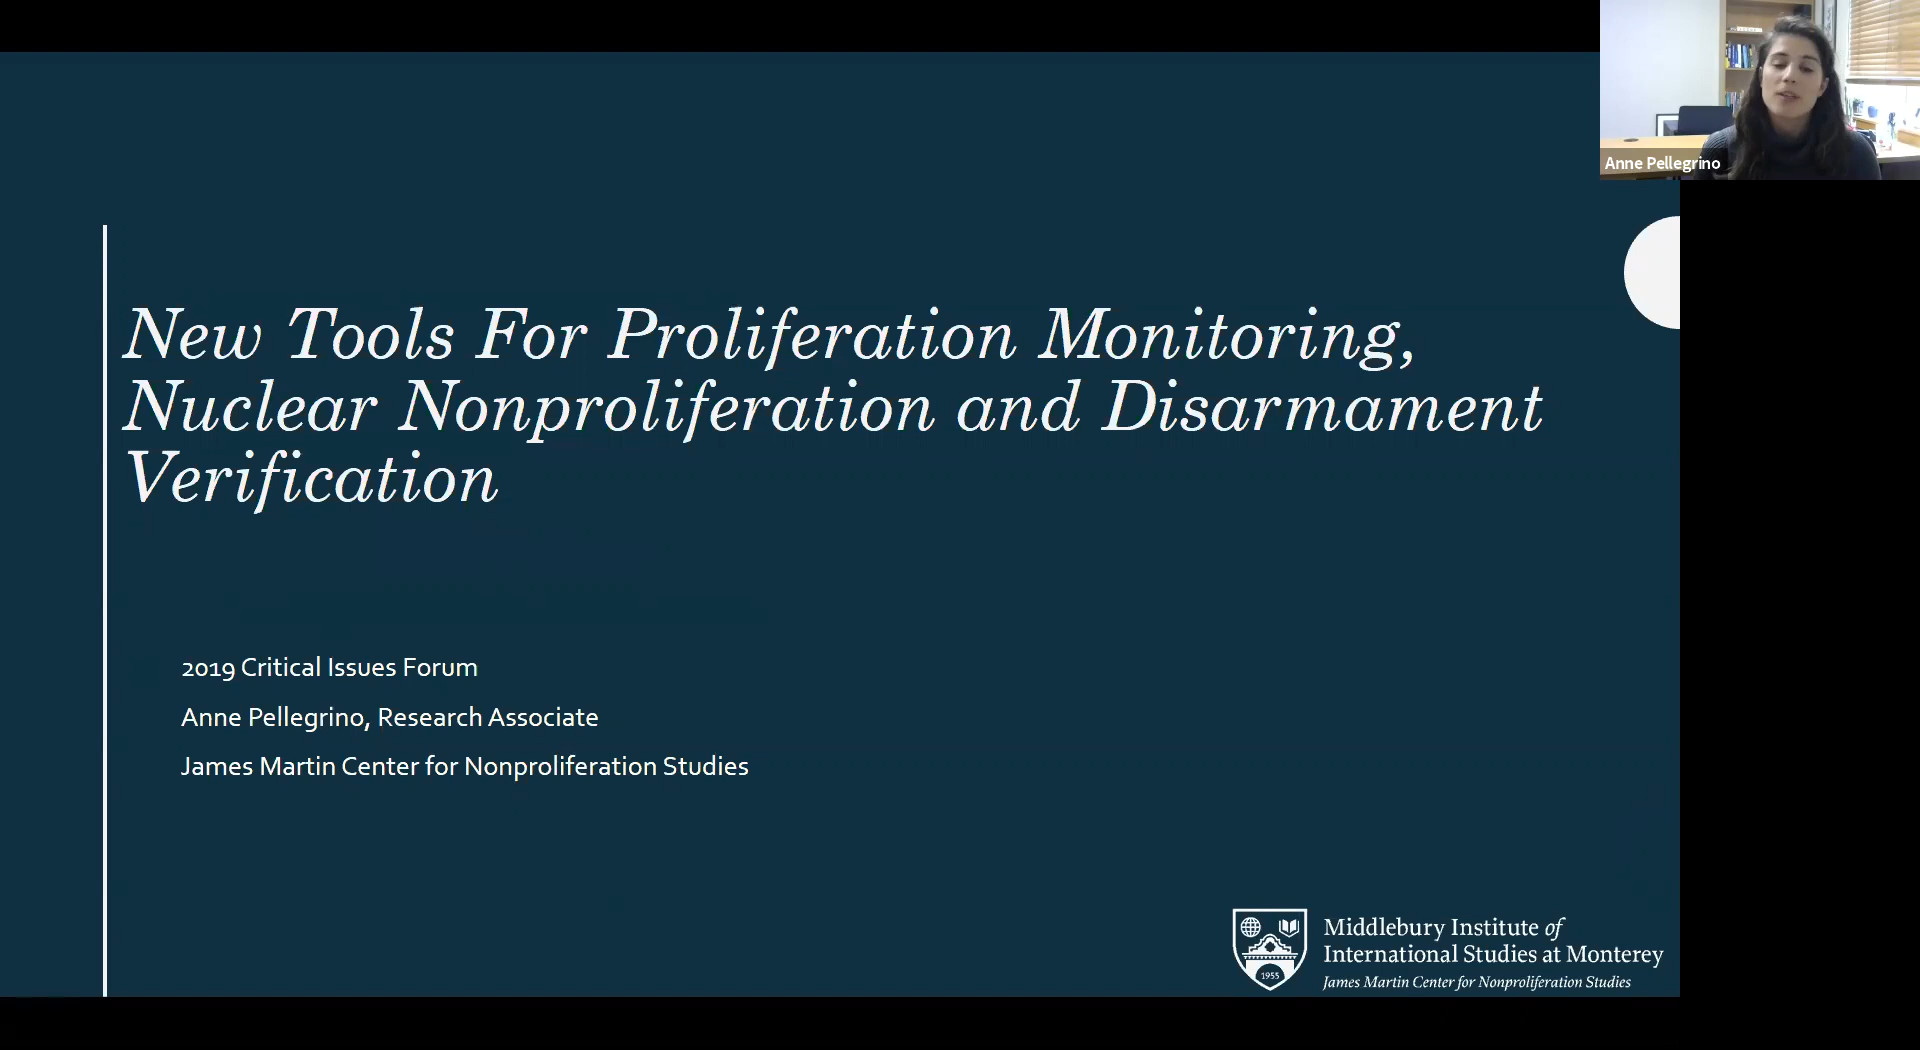 New Tools For Proliferation Monitoring,
Nuclear Nonproliferation and Disarmament
Verification
2019 Critical Issues Forum
Anne Pellegrino, Research Associate
James Martin Center for Nonproliferation Studies
Anne Pellegrino
1955
Middlebury Institute of
International Studies at Monterey
James Martin Center for Nonproliferation Studies